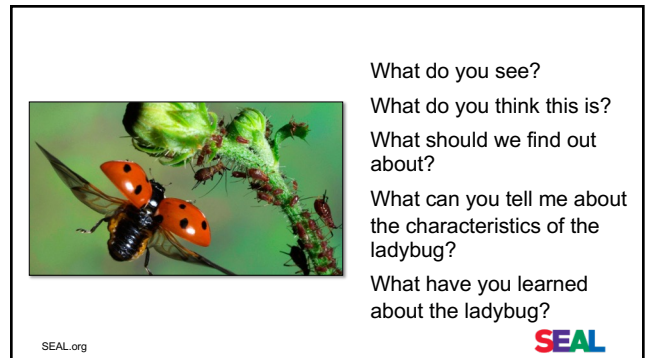 What do you see?
What do you think this is?
What should we find out
about?
What can you tell me about
the characteristics of the
ladybug?
What have you learned
about the ladybug?
SEAL.org
SEAL